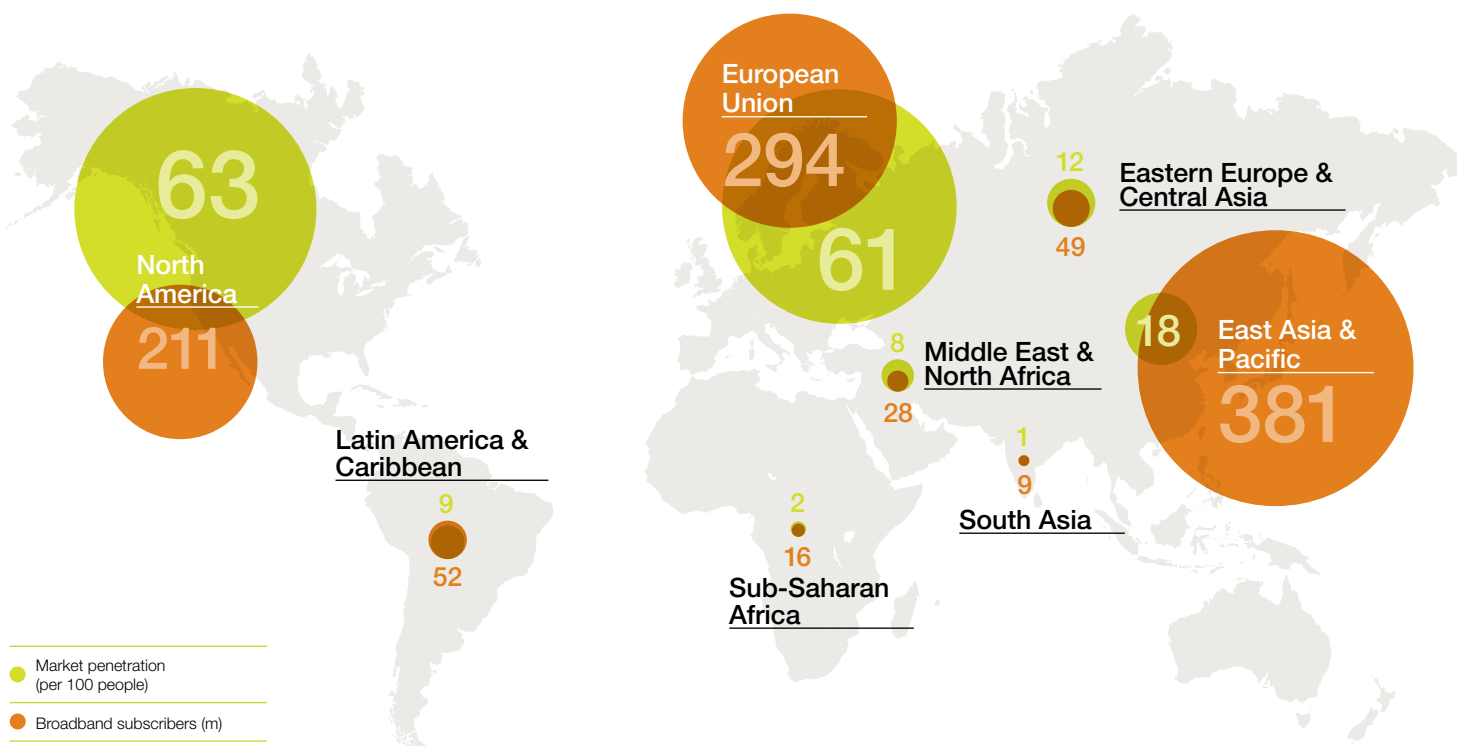 63
North
America
211
European
Union
294
61
12
Eastern Europe &
Central Asia
49
18
East Asia &
Pacific
381
8
Middle East &
North Africa
28
Latin America &
Caribbean
9
52
1
9
South Asia
2
16
Sub-Saharan
Africa
Market penetration
(per 100 people)
Broadband subscribers (m)